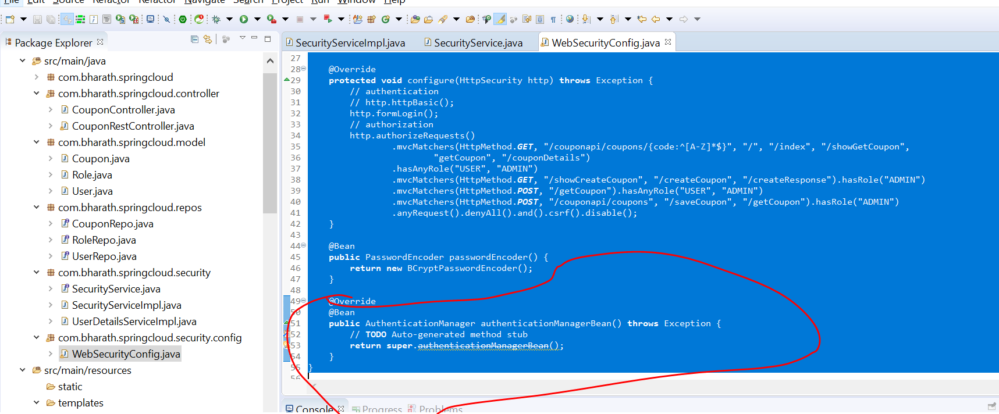 File Edit Source Refactor Refactor Navigate Search Project Run Window Help
Package Explorer
SecurityServiceImpl.java SecurityService.java WebSecurityConfig.java
src/main/java
com.bharath.springcloud
com.bharath.springcloud.controller
CouponController.java
CouponRestController.java
com.bharath.springcloud.model
Coupon.java
Role.java
User.java
com.bharath.springcloud.repos
CouponRepo.java
RoleRepo.java
UserRepo.java
com.bharath.springcloud.security
SecurityService.java
SecurityServiceImpl.java
UserDetailsServiceImpl.java
com.bharath.springcloud.security.config
WebSecurityConfig.java
src/main/resources
static
templates
27
28 @Override
29 protected void configure(HttpSecurity http) throws Exception {
30 // authentication
31 // http.httpBasic();
32 http.formLogin();
33 // authorization
34 http.authorizeRequests()
35 .mvcMatchers(HttpMethod.GET, "/couponapi/coupons/{code:^[A-Z]*$}", "/", "/index", "/showGetCoupon",
36 "getCoupon", "/couponDetails")
37 .hasAnyRole("USER", "ADMIN")
38 .mvcMatchers(HttpMethod.GET, "/showCreateCoupon", "/createCoupon", "/createResponse").hasRole("ADMIN")
39 .mvcMatchers(HttpMethod.POST, "/getCoupon").hasAnyRole("USER", "ADMIN")
40 .mvcMatchers(HttpMethod.POST, "/couponapi/coupons", "/saveCoupon", "/getCoupon").hasRole("ADMIN")
41 .anyRequest().denyAll().and().csrf().disable();
42 }
43
44 @Bean
45 public PasswordEncoder passwordEncoder() {
46 return new BCryptPasswordEncoder();
47 }
48
49 @Override
50 @Bean
51 public AuthenticationManager authenticationManagerBean() throws Exception {
52 // TODO Auto-generated method stub
53 return super.authenticationManagerBean();
54 }
55 }
56
Console Progress Problems